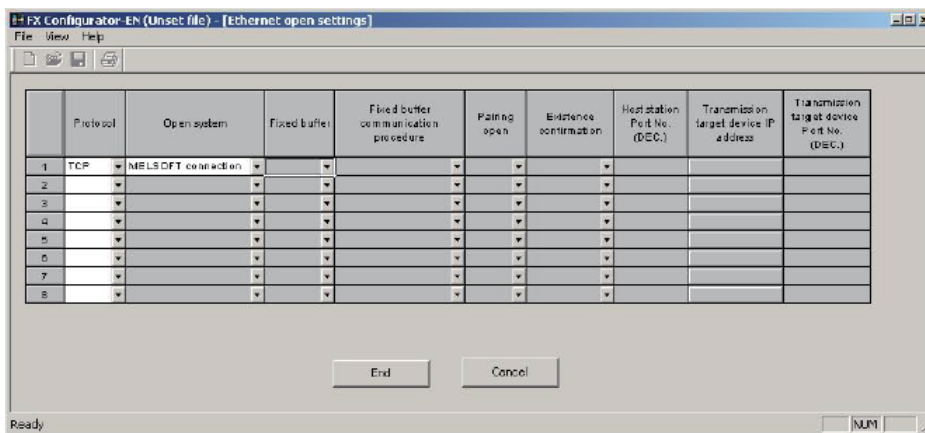 FX Configurator-EN (Unset file) - [Ethernet open settings]
File View Help
Protocol
Open system
Fixed buffer
Fixed buffer
communication
procedure
Pairing
open
Existence
confirmation
Host station
Port No.
(DEC.)
Transmission
target device IP
address
Transmission
target device
Port No.
(DEC.)
1 TCP MELSOFT connection
2
3
4
5
6
7
8
End Cancel
Ready NUM